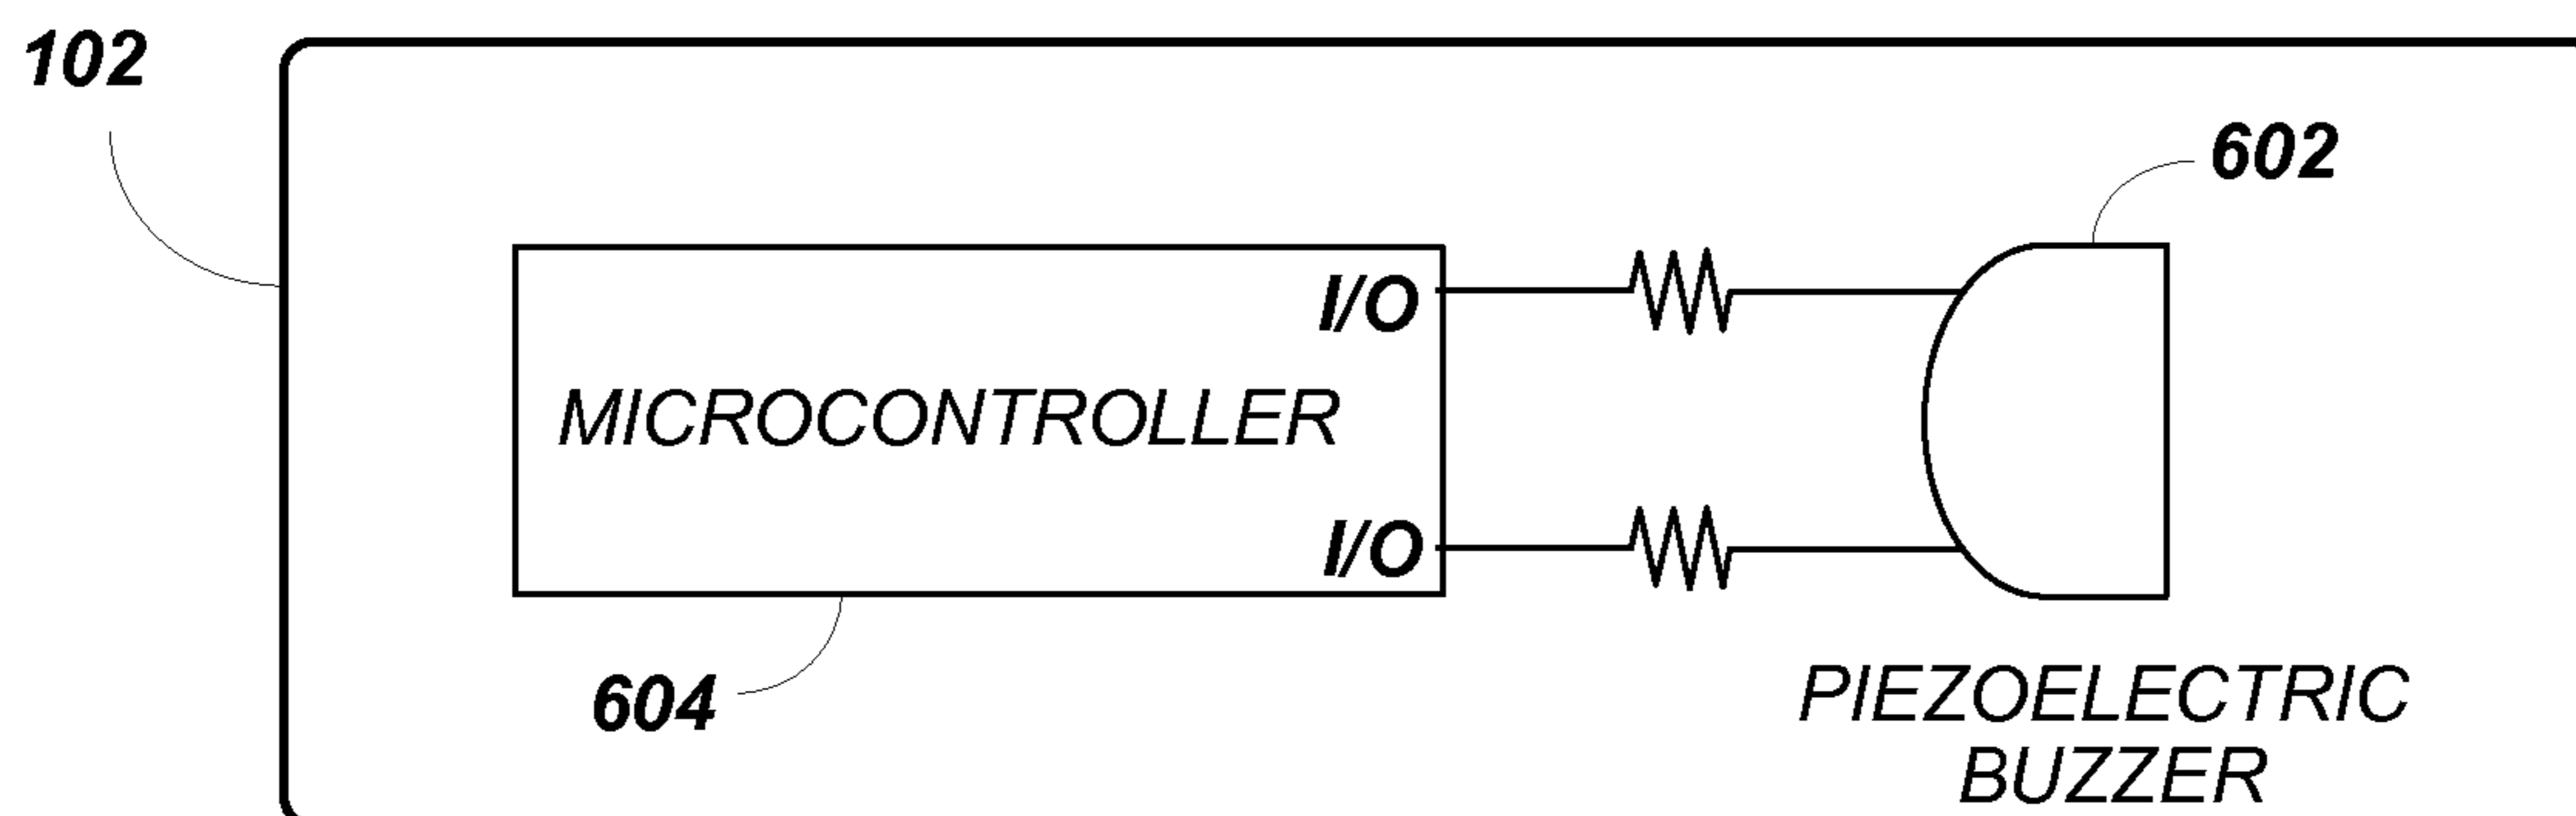 102
602
I/O
MICROCONTROLLER
I/O
604
PIEZOELECTRIC
BUZZER